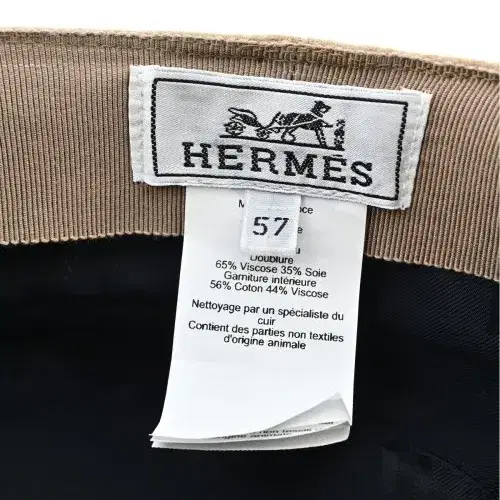 HERMES
57
Doublure
65% Viscose 35% Soie
Garniture intérieure
56% Coton 44% Viscose
Nettoyage par un spécialiste du
cuir
Contient des parties non textiles
d'origine animale